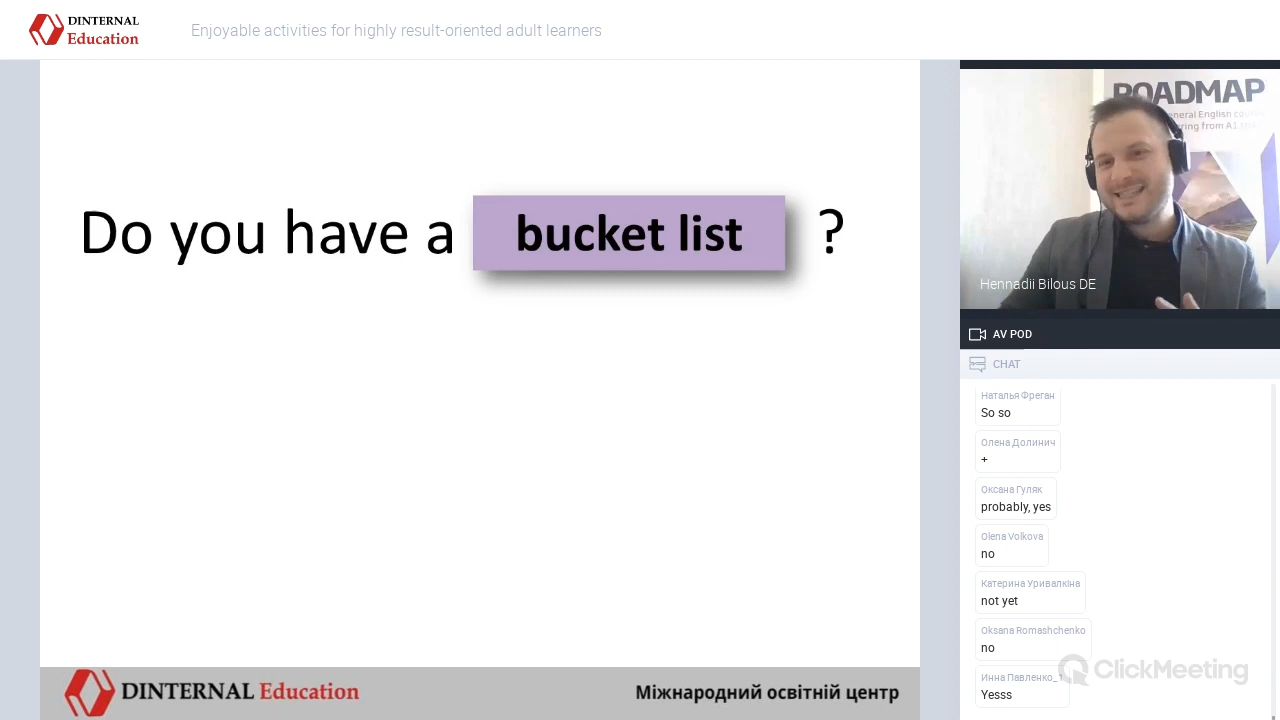 DINTERNAL
Education
Enjoyable activities for highly result-oriented adult learners
Do you have a bucket list ?
DINTERNAL Education
Міжнародний освітній центр
ROADMAP
Hennadii Bilous DE
AV POD
CHAT
Наталья Фреган
So so
Олена Долинич
+
Оксана Гуляк
probably, yes
Olena Volkova
no
Катерина Уривалкіна
not yet
Oksana Romashchenko
no
Инна Павленко_1
Yesss
ClickMeeting